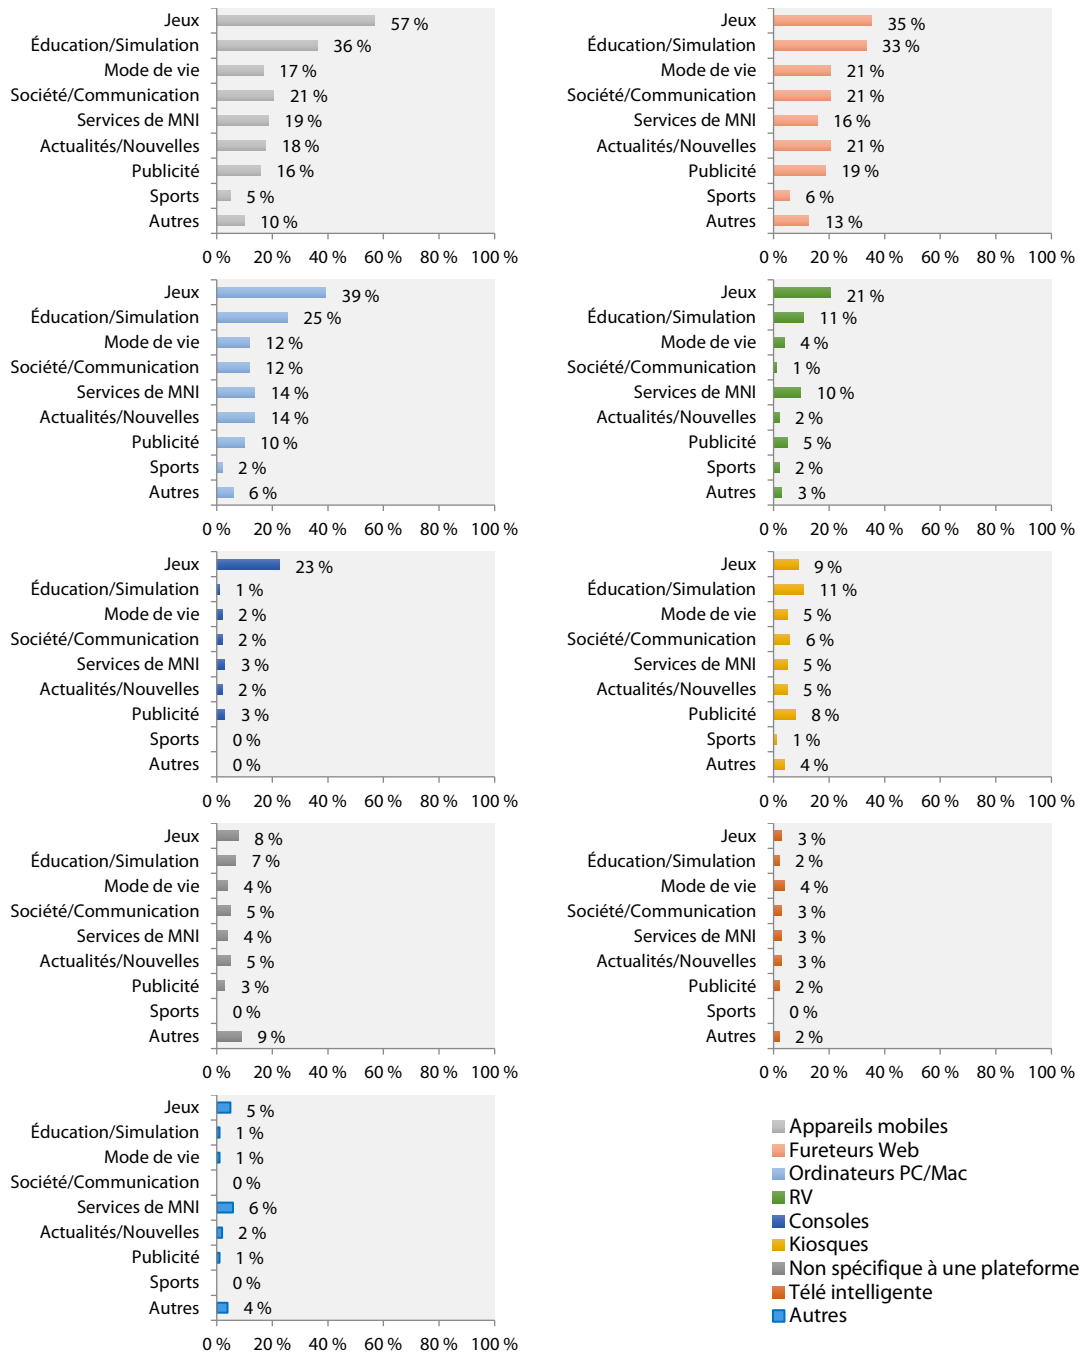 Jeux 57 %
Éducation/Simulation 36 %
Mode de vie 17 %
Société/Communication 21 %
Services de MNI 19 %
Actualités/Nouvelles 18 %
Publicité 16 %
Sports 5 %
Autres 10 %
0 % 20 % 40 % 60 % 80 % 100 %
Jeux 35 %
Éducation/Simulation 33 %
Mode de vie 21 %
Société/Communication 21 %
Services de MNI 16 %
Actualités/Nouvelles 21 %
Publicité 19 %
Sports 6 %
Autres 13 %
0 % 20 % 40 % 60 % 80 % 100 %
Jeux 39 %
Éducation/Simulation 25 %
Mode de vie 12 %
Société/Communication 12 %
Services de MNI 14 %
Actualités/Nouvelles 14 %
Publicité 10 %
Sports 2 %
Autres 6 %
0 % 20 % 40 % 60 % 80 % 100 %
Jeux 21 %
Éducation/Simulation 11 %
Mode de vie 4 %
Société/Communication 1 %
Services de MNI 10 %
Actualités/Nouvelles 2 %
Publicité 5 %
Sports 2 %
Autres 3 %
0 % 20 % 40 % 60 % 80 % 100 %
Jeux 23 %
Éducation/Simulation 1 %
Mode de vie 2 %
Société/Communication 2 %
Services de MNI 3 %
Actualités/Nouvelles 2 %
Publicité 3 %
Sports 0 %
Autres 0 %
0 % 20 % 40 % 60 % 80 % 100 %
Jeux 9 %
Éducation/Simulation 11 %
Mode de vie 5 %
Société/Communication 6 %
Services de MNI 5 %
Actualités/Nouvelles 5 %
Publicité 8 %
Sports 1 %
Autres 4 %
0 % 20 % 40 % 60 % 80 % 100 %
Jeux 8 %
Éducation/Simulation 7 %
Mode de vie 4 %
Société/Communication 5 %
Services de MNI 4 %
Actualités/Nouvelles 5 %
Publicité 3 %
Sports 0 %
Autres 9 %
0 % 20 % 40 % 60 % 80 % 100 %
Jeux 3 %
Éducation/Simulation 2 %
Mode de vie 4 %
Société/Communication 3 %
Services de MNI 3 %
Actualités/Nouvelles 3 %
Publicité 2 %
Sports 0 %
Autres 2 %
0 % 20 % 40 % 60 % 80 % 100 %
Jeux 5 %
Éducation/Simulation 1 %
Mode de vie 1 %
Société/Communication 0 %
Services de MNI 6 %
Actualités/Nouvelles 2 %
Publicité 1 %
Sports 0 %
Autres 4 %
0 % 20 % 40 % 60 % 80 % 100 %
Appareils mobiles
Fureteurs Web
Ordinateurs PC/Mac
RV
Consoles
Kiosques
Non spécifique à une plateforme
Télé intelligente
Autres